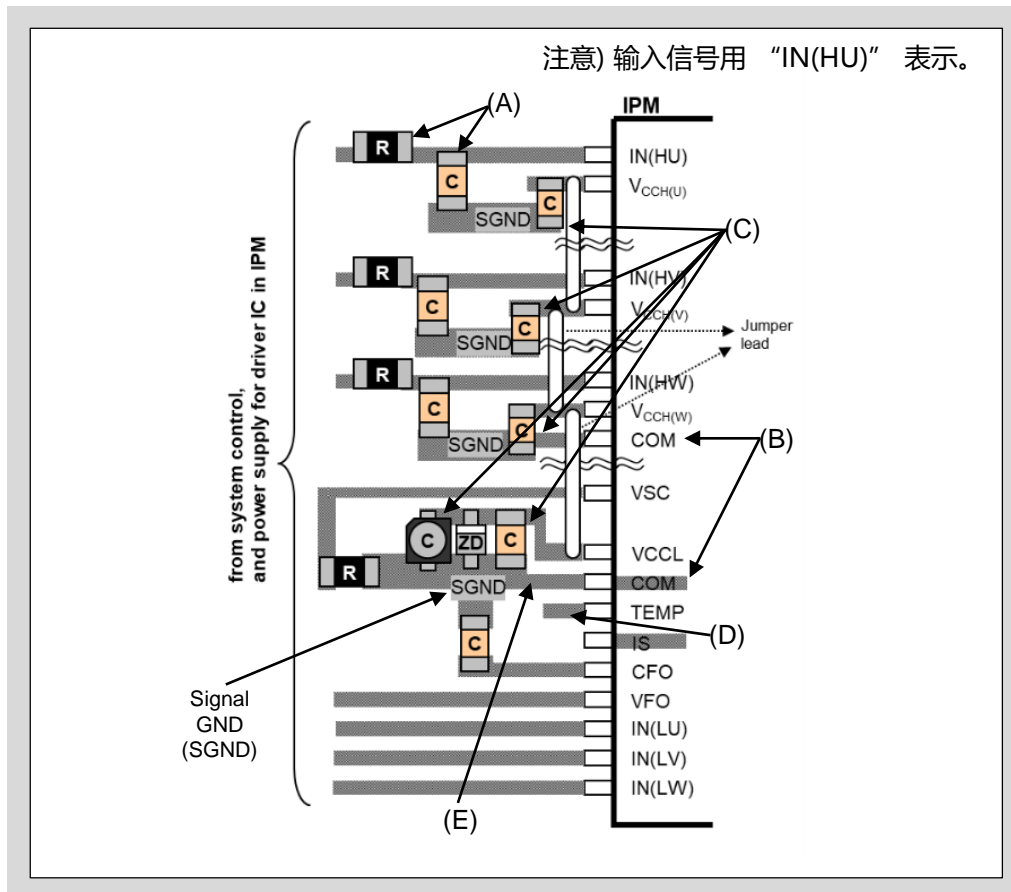 注意) 输入信号用 “IN(HU)” 表示。
(A)
IPM
R
IN(HU)
C
VCCH(U)
C
SGND
(C)
R
IN(HV)
C
VCCH(V)
C
SGND
Jumper
lead
R
IN(HW)
C
VCCH(W)
C
SGND
COM
(B)
from system control,
and power supply for driver IC in IPM
VSC
C
ZD
C
VCCL
R
SGND
COM
TEMP
(D)
C
IS
CFO
Signal
GND
(SGND)
VFO
IN(LU)
IN(LV)
IN(LW)
(E)